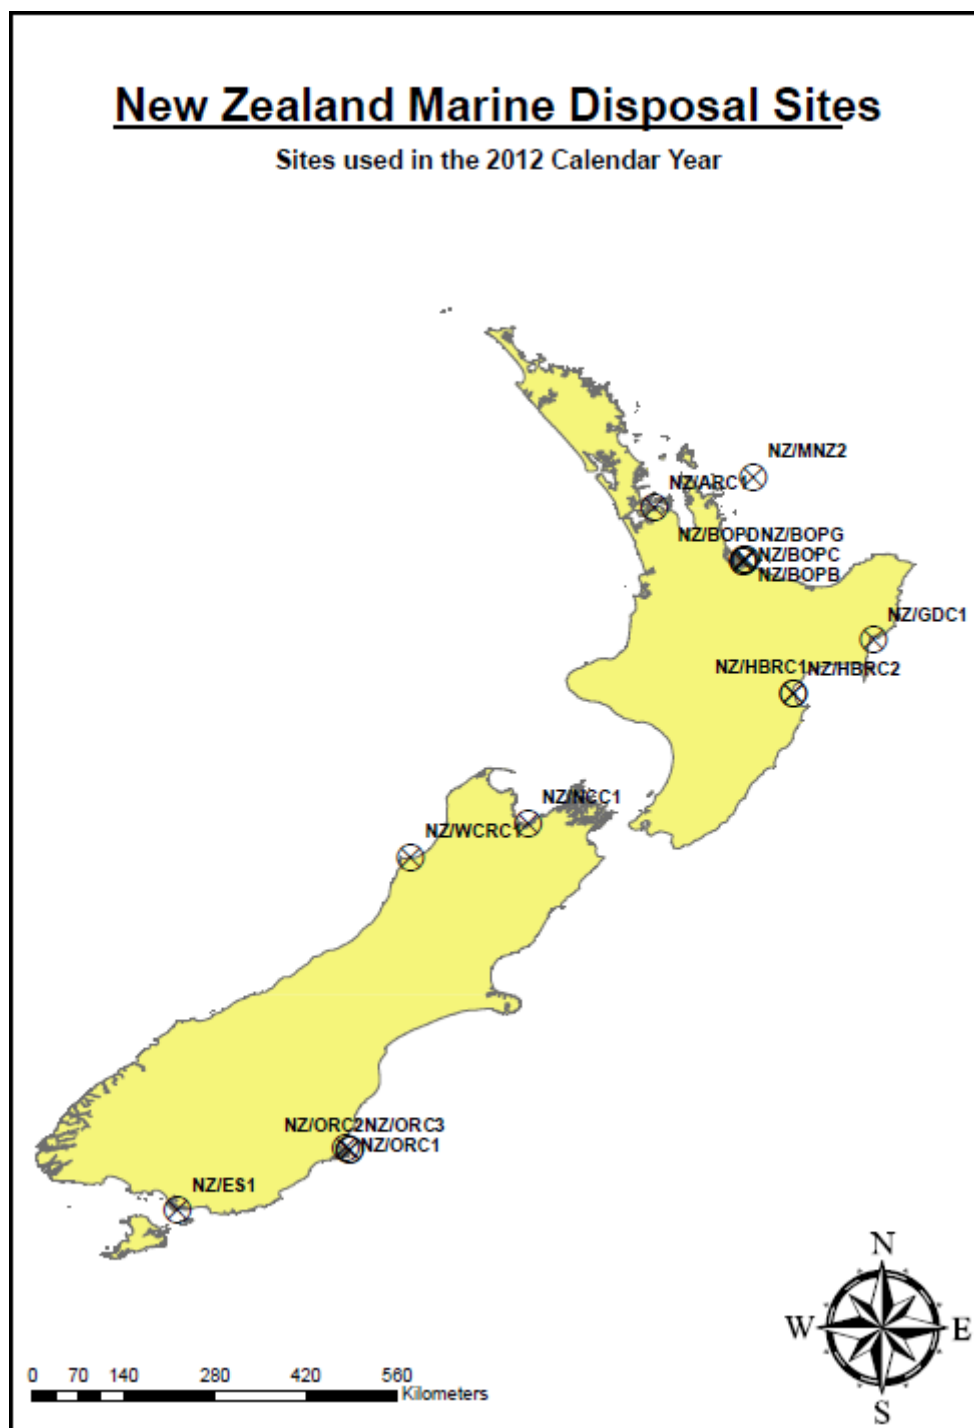 New Zealand Marine Disposal Sites
Sites used in the 2012 Calendar Year
NZ/MNZ2
NZ/ARC1
NZ/BOPDNZ/BOPG
NZ/BOPC
NZ/BOPB
NZ/GDC1
NZ/HBRC1 NZ/HBRC2
NZ/NCC1
NZ/WCRC1
NZ/ORC2NZ/ORC3
NZ/ORC1
NZ/ES1
N
W E
S
0 70 140 280 420 560
Kilometers